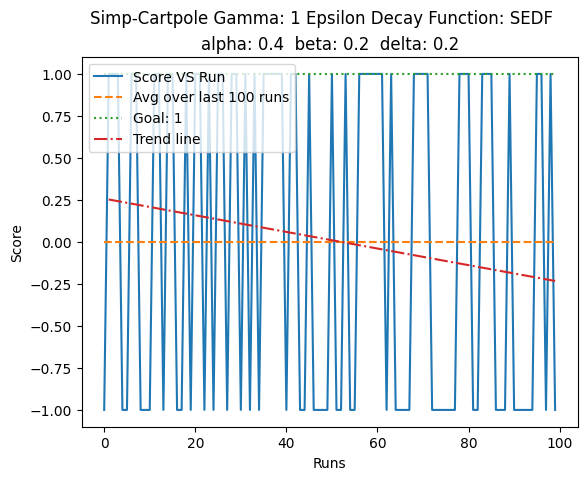 Simp-Cartpole Gamma: 1 Epsilon Decay Function: SEDF
alpha: 0.4  beta: 0.2  delta: 0.2
Score VS Run
Avg over last 100 runs
Goal: 1
Trend line
1.00
0.75
0.50
0.25
0.00
−0.25
−0.50
−0.75
−1.00
Score
0 20 40 60 80 100
Runs